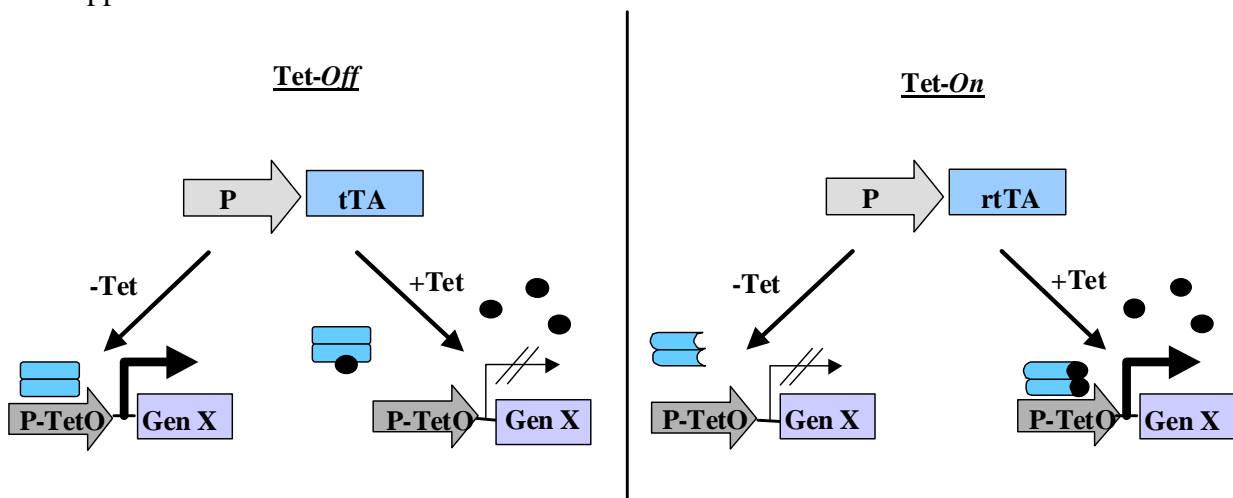 Tet-Off
P
tTA
-Tet
+Tet
P-TetO
Gen X
P-TetO
Gen X
Tet-On
P
rtTA
-Tet
+Tet
P-TetO
Gen X
P-TetO
Gen X